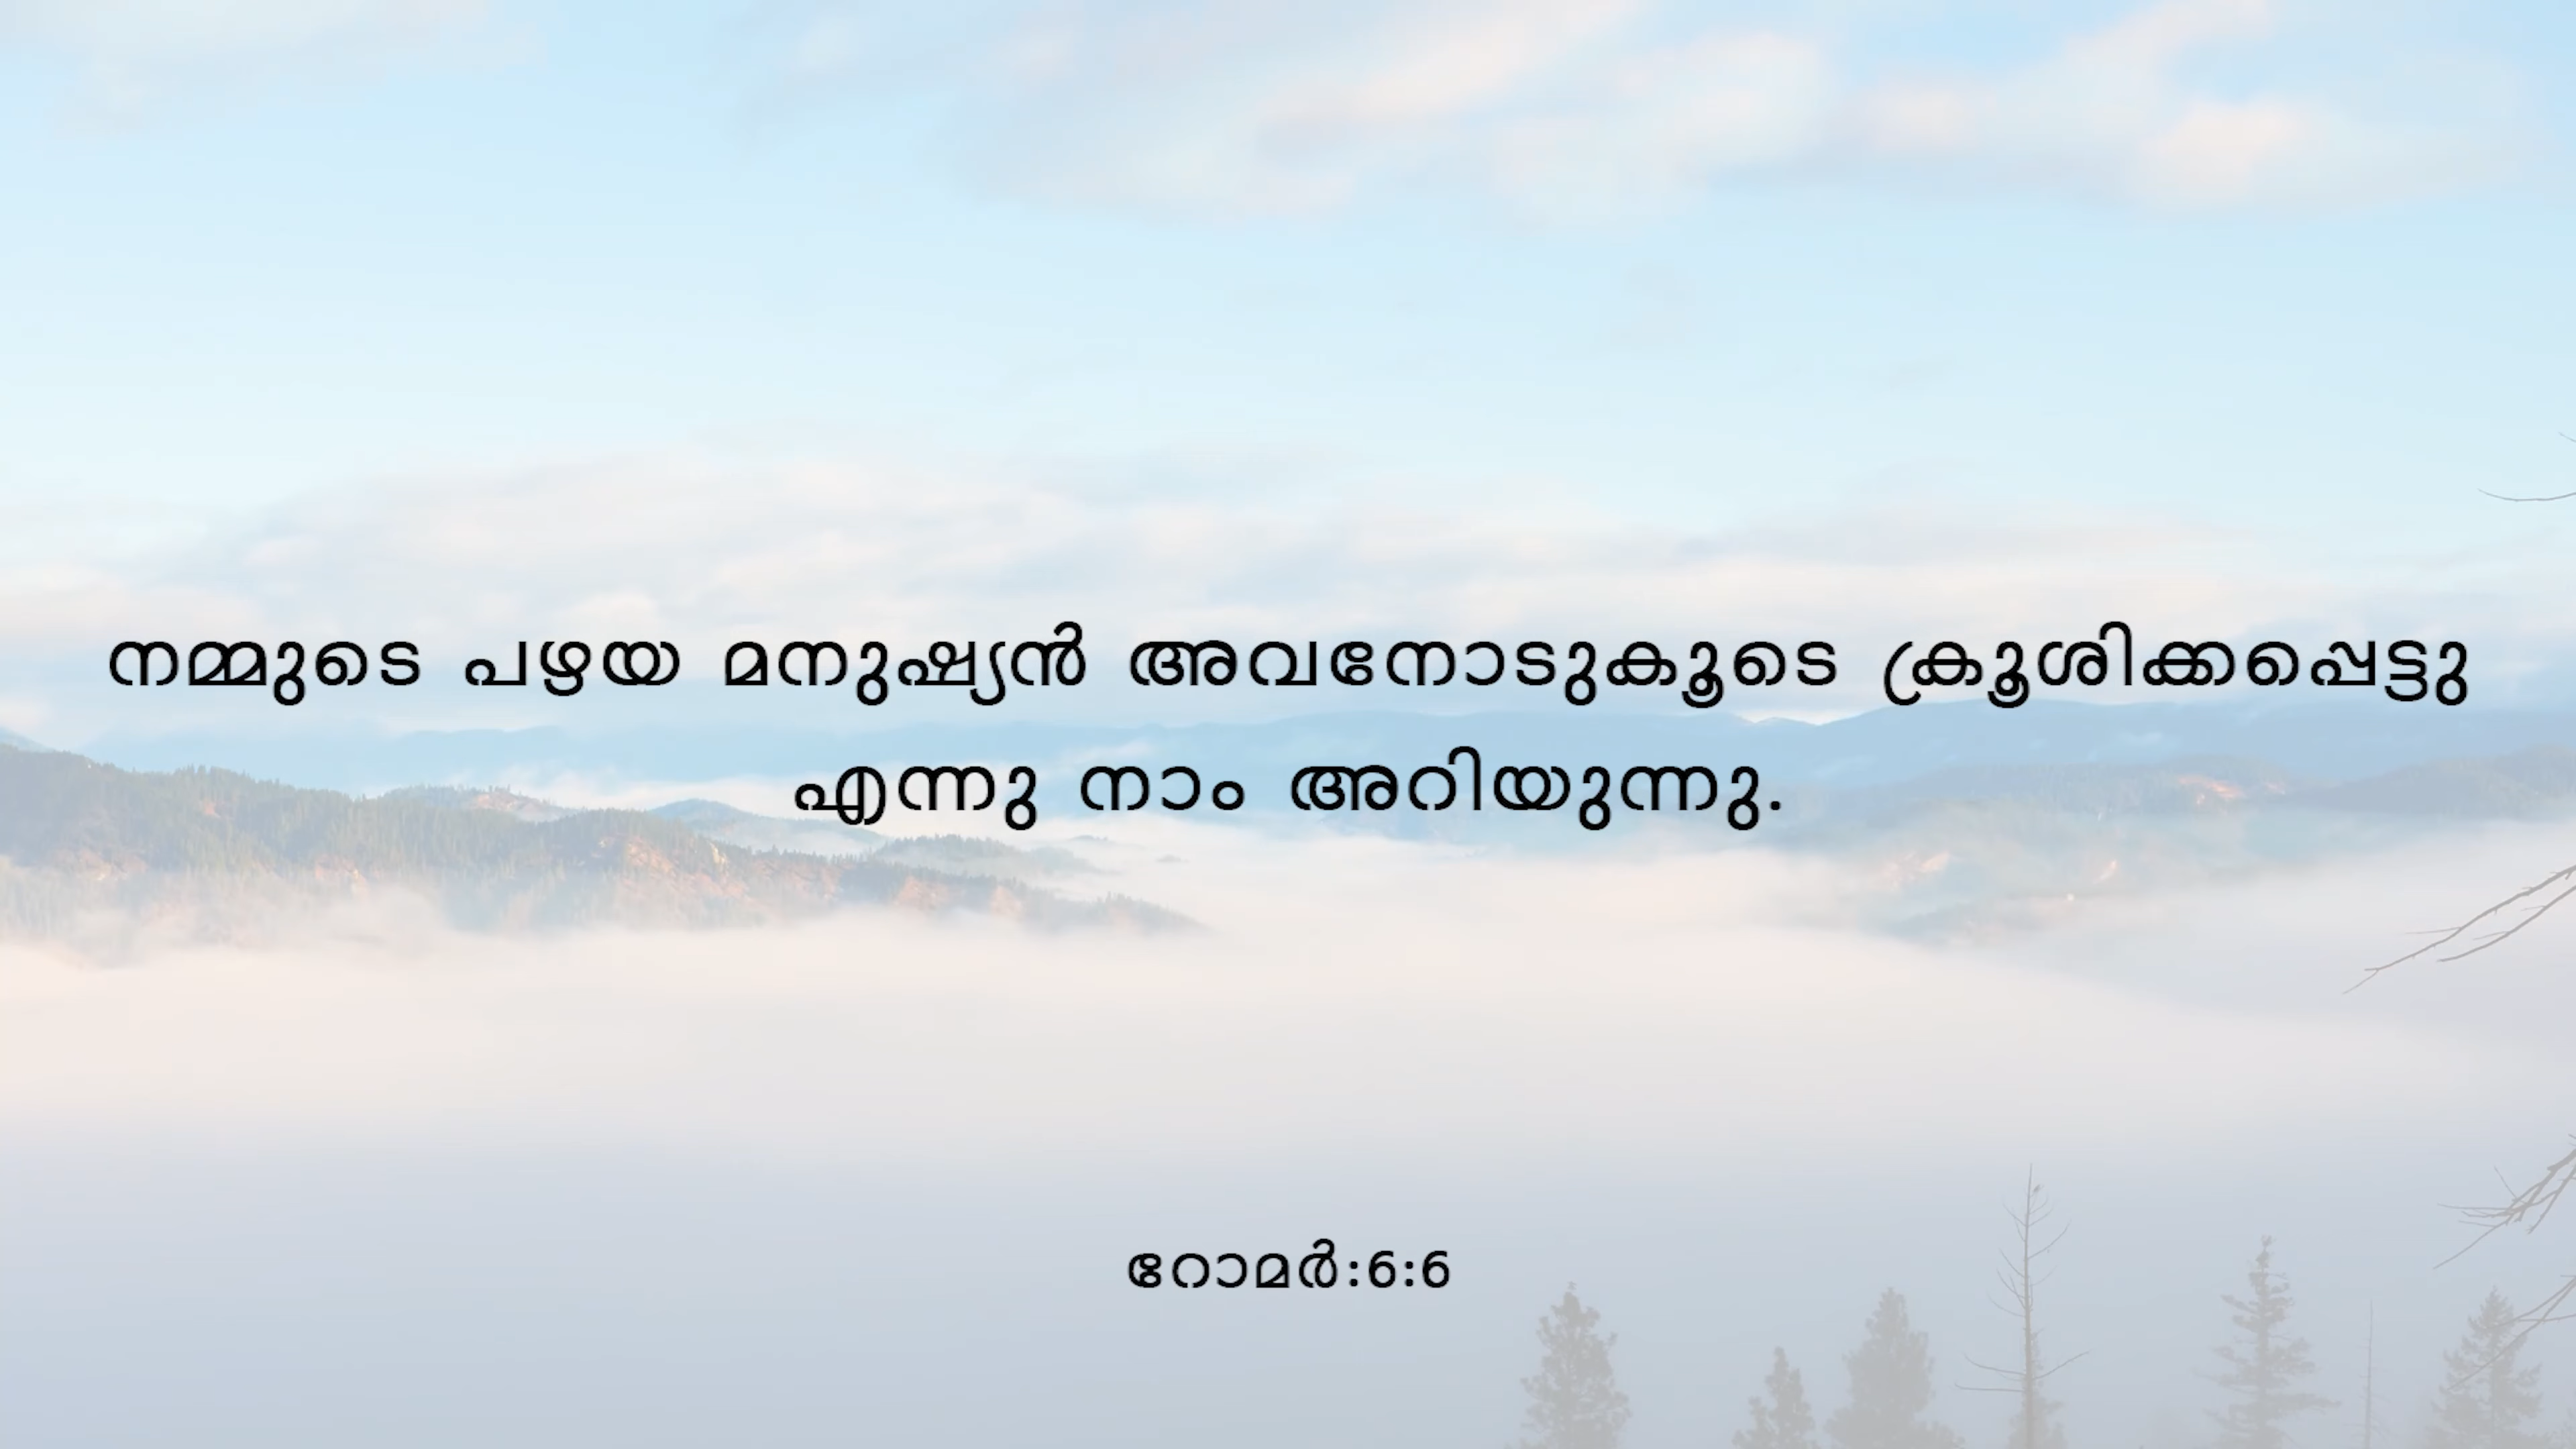 നമ്മുടെ പഴയ മനുഷ്യൻ അവനോടുകൂടെ ക്രൂശിക്കപ്പെട്ടു
എന്നു നാം അറിയുന്നു.
റോമർ:6:6